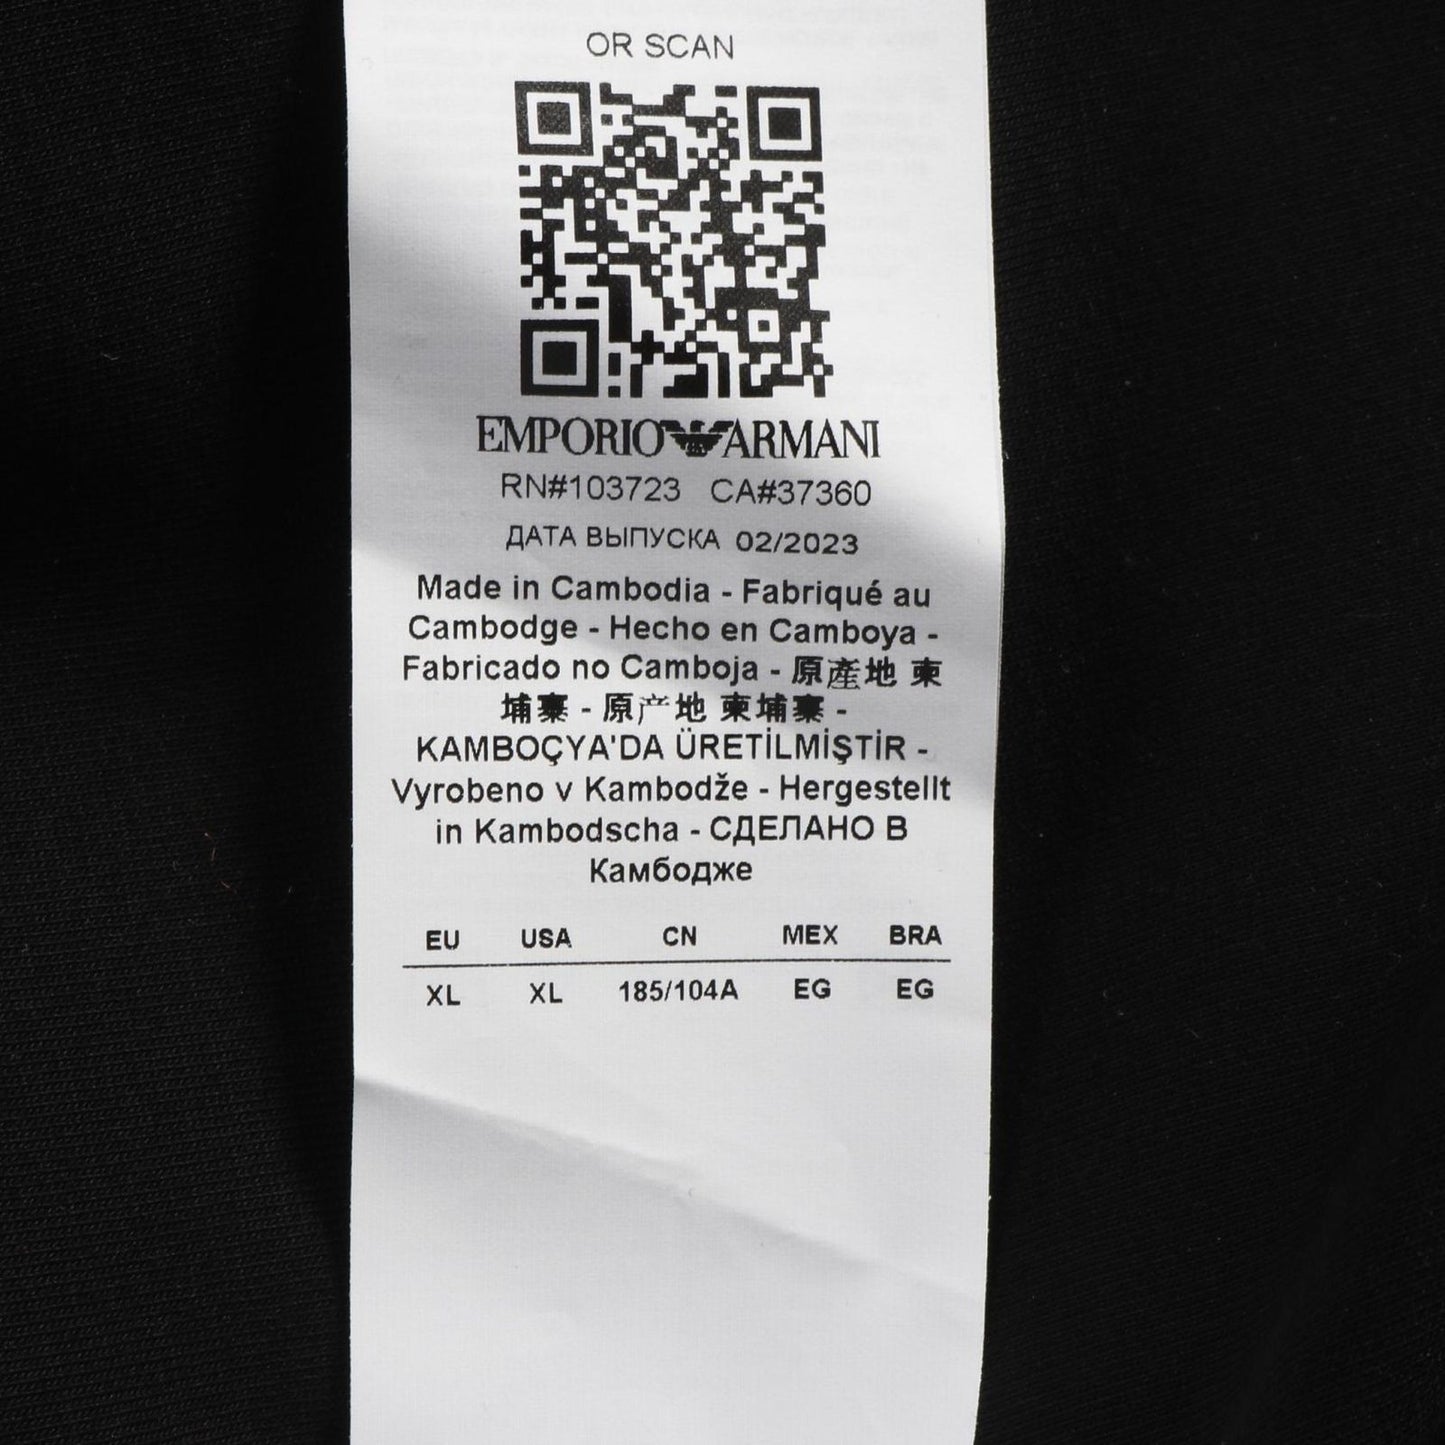 OR SCAN
EMPORIO ARMANI
RN#103723 CA#37360
ДАТА ВЫПУСКА 02/2023
Made in Cambodia - Fabriqué au
Cambodge - Hecho en Camboya -
Fabricado no Camboja - 原產地 柬
埔寨 - 原产地 柬埔寨 -
KAMBOÇYA'DA ÜRETİLMİŞTİR -
Vyrobeno v Kambodže - Hergestellt
in Kambodscha - СДЕЛАНО В
Камбодже
EU USA CN MEX BRA
XL XL 185/104A EG EG